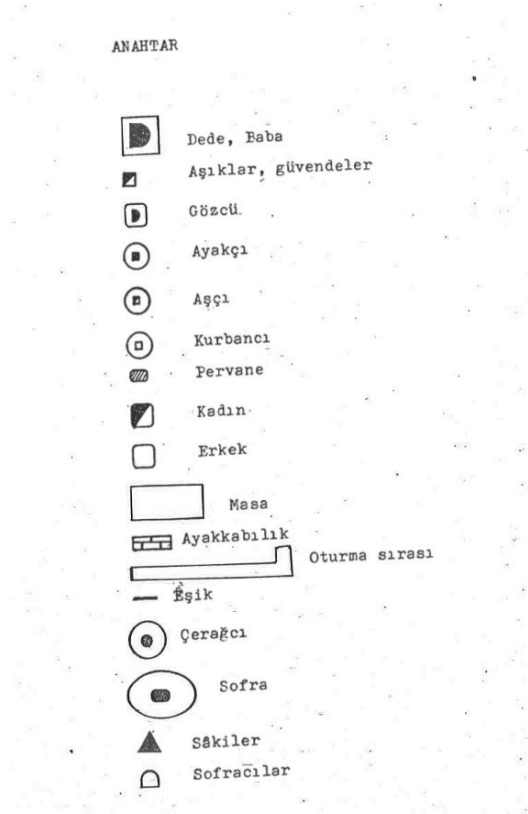 ANAHTAR
Dede, Baba
Aşıklar, güvendeler
Gözcü
Ayakçı
Aşçı
Kurbancı
Pervane
Kadın
Erkek
Masa
Ayakkabılık
Oturma sırası
Eşik
Çerağcı
Sofra
Sâkiler
Sofracılar